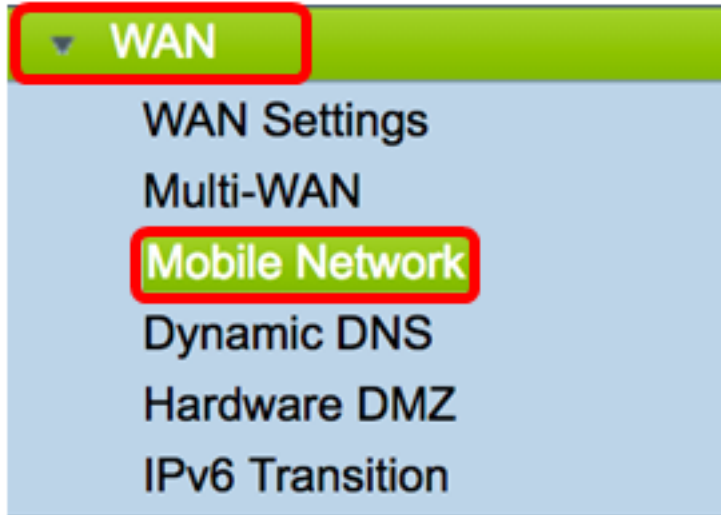 WAN
WAN Settings
Multi-WAN
Mobile Network
Dynamic DNS
Hardware DMZ
IPv6 Transition